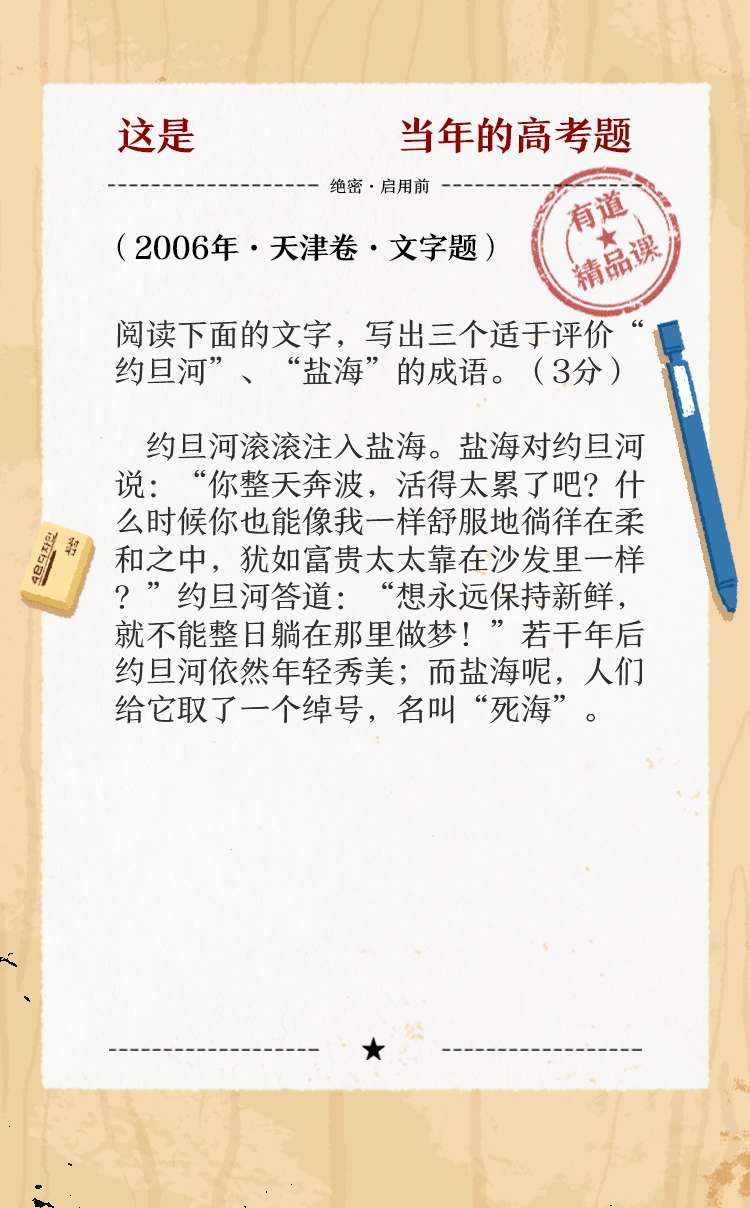 这是 当年的高考题
绝密·启用前
有道
精品课
（2006年·天津卷·文字题）
阅读下面的文字，写出三个适于评价“
约旦河”、“盐海”的成语。（3分）
约旦河滚滚注入盐海。盐海对约旦河
说：“你整天奔波，活得太累了吧？什
么时候你也能像我一样舒服地徜徉在柔
和之中，犹如富贵太太靠在沙发里一样
？”约旦河答道：“想永远保持新鲜，
就不能整日躺在那里做梦！”若干年后
约旦河依然年轻秀美；而盐海呢，人们
给它取了一个绰号，名叫“死海”。